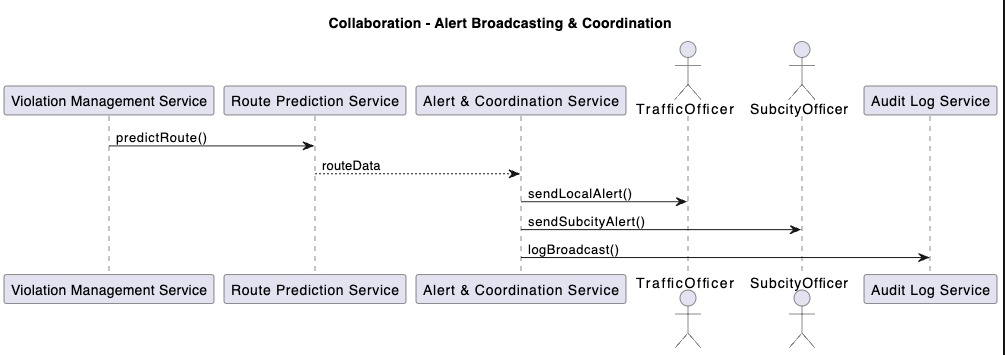 Collaboration - Alert Broadcasting & Coordination
Violation Management Service
Route Prediction Service
Alert & Coordination Service
TrafficOfficer
SubcityOfficer
Audit Log Service
predictRoute()
routeData
sendLocalAlert()
sendSubcityAlert()
logBroadcast()
Violation Management Service
Route Prediction Service
Alert & Coordination Service
TrafficOfficer
SubcityOfficer
Audit Log Service